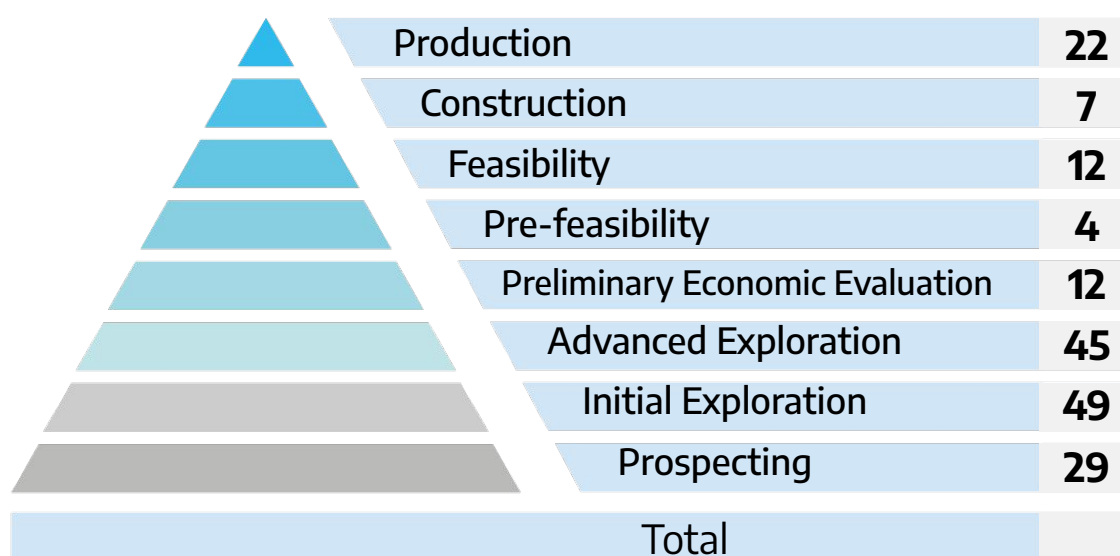 Production 22
Construction 7
Feasibility 12
Pre-feasibility 4
Preliminary Economic Evaluation 12
Advanced Exploration 45
Initial Exploration 49
Prospecting 29
Total